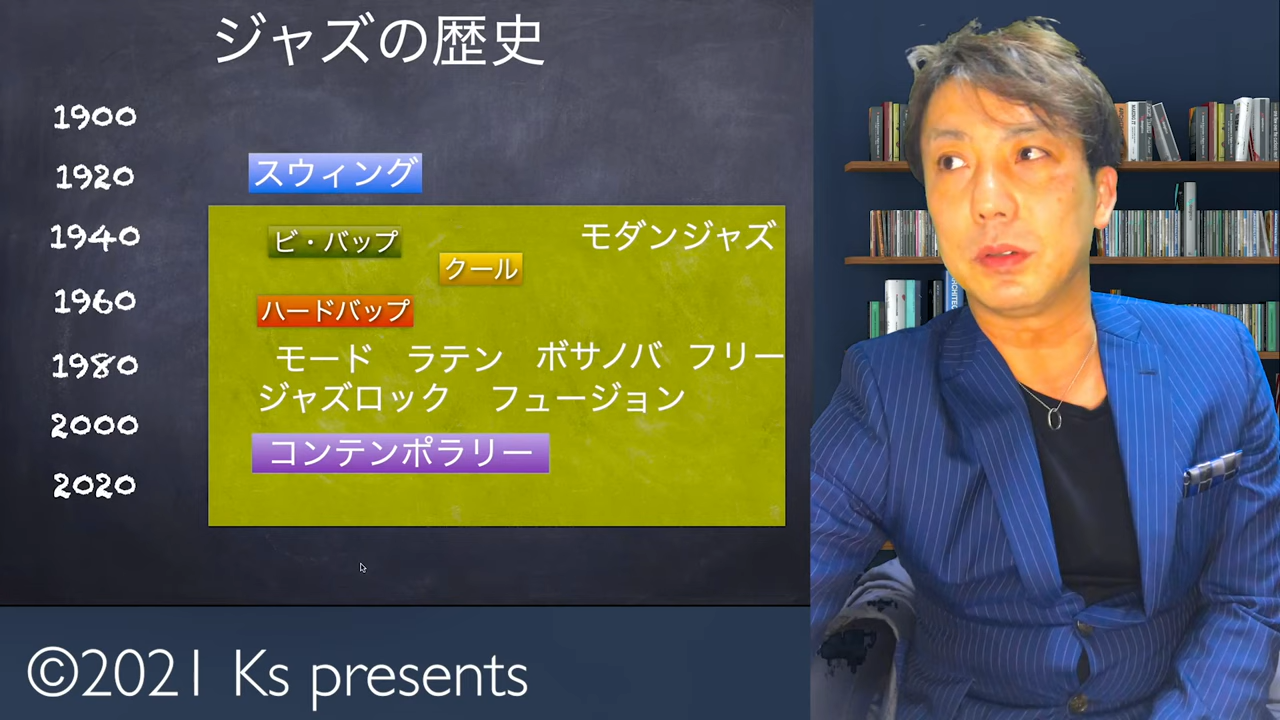 ジャズの歴史
1900
1920
スウィング
1940
ビ・バップ
モダンジャズ
クール
1960
ハードバップ
1980
モード ラテン ボサノバ フリー
ジャズロック フュージョン
2000
コンテンポラリー
2020
©2021 Ks presents